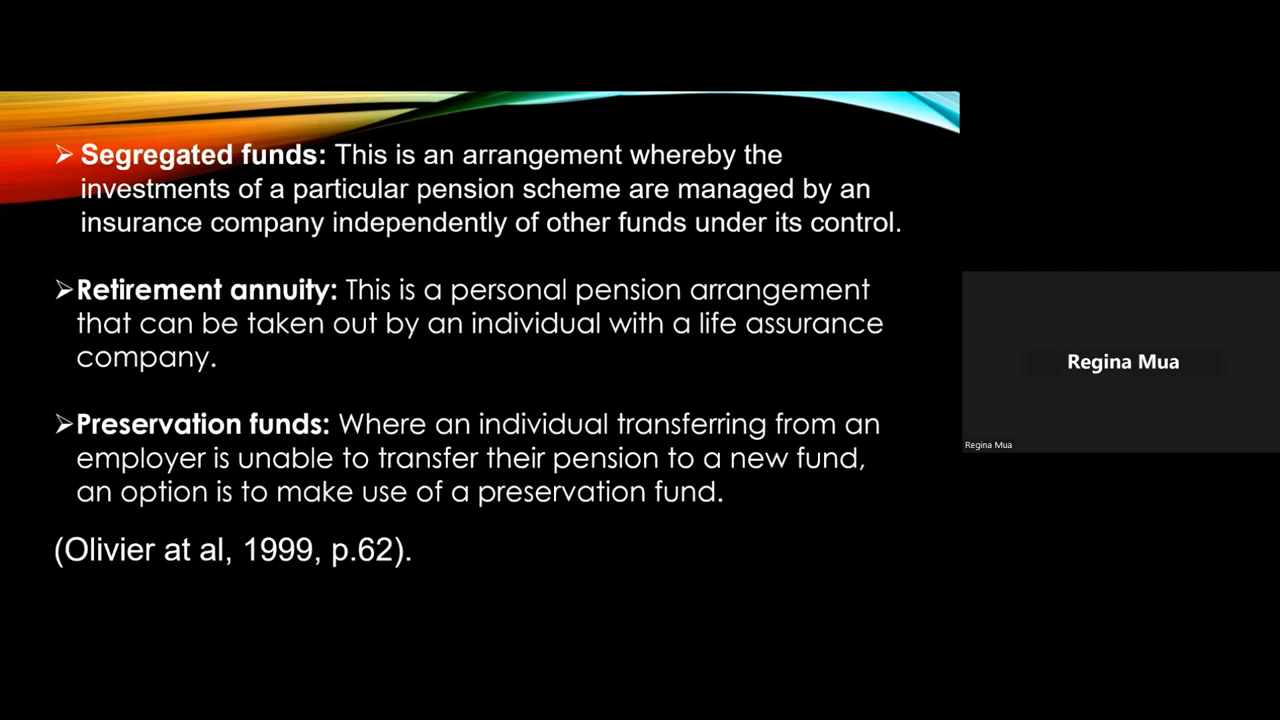 ➢ Segregated funds: This is an arrangement whereby the
investments of a particular pension scheme are managed by an
insurance company independently of other funds under its control.
➢ Retirement annuity: This is a personal pension arrangement
that can be taken out by an individual with a life assurance
company.
➢ Preservation funds: Where an individual transferring from an
employer is unable to transfer their pension to a new fund,
an option is to make use of a preservation fund.
(Olivier at al, 1999, p.62).
Regina Mua
Regina Mua